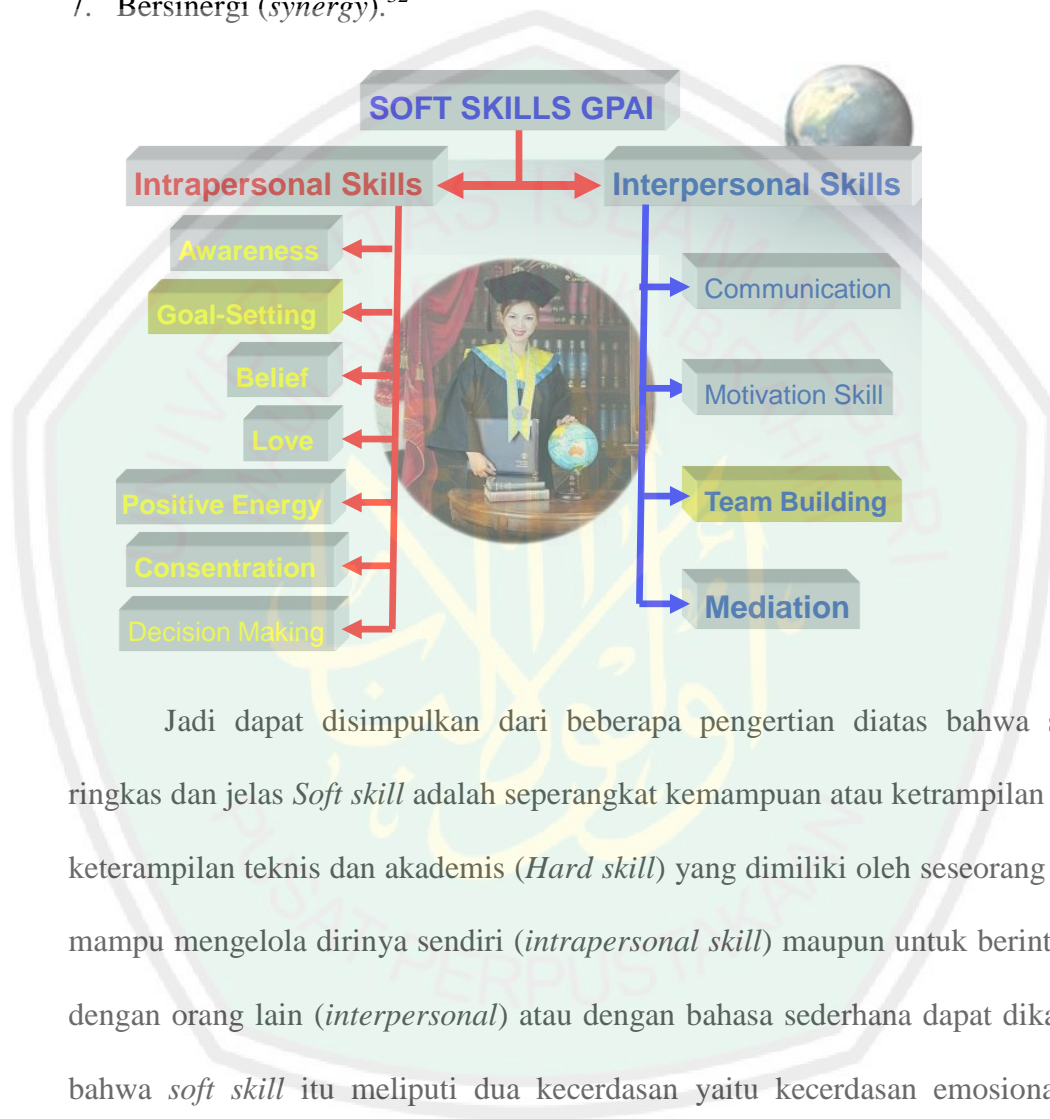 7. Bersinergi (synergy).32
SOFT SKILLS GPAI
Intrapersonal Skills
Interpersonal Skills
Awareness
Goal-Setting
Belief
Love
Positive Energy
Consentration
Decision Making
Communication
Motivation Skill
Team Building
Mediation
Jadi dapat disimpulkan dari beberapa pengertian diatas bahwa
ringkas dan jelas Soft skill adalah seperangkat kemampuan atau ketrampilan
keterampilan teknis dan akademis (Hard skill) yang dimiliki oleh seseorang
mampu mengelola dirinya sendiri (intrapersonal skill) maupun untuk berint
dengan orang lain (interpersonal) atau dengan bahasa sederhana dapat dika
bahwa soft skill itu meliputi dua kecerdasan yaitu kecerdasan emosiona
PUSAT PERPUSTAKAAN